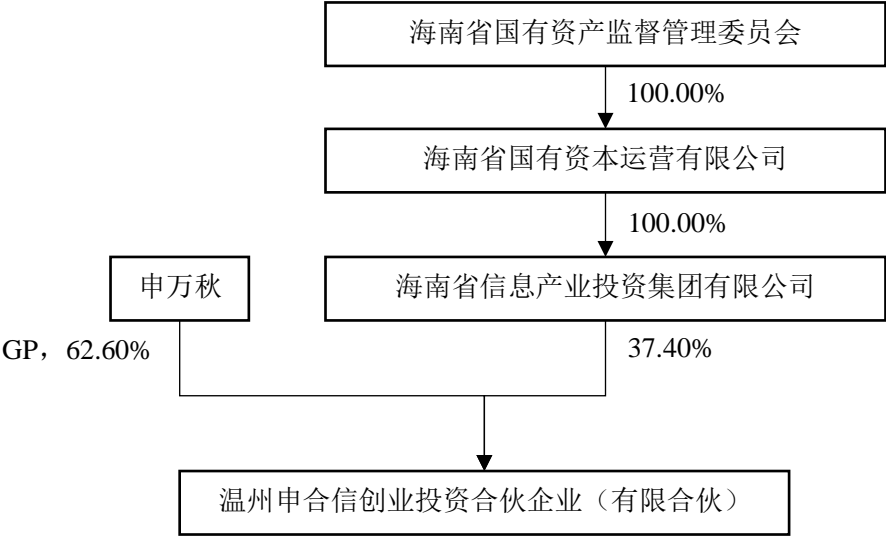 海南省国有资产监督管理委员会
100.00%
海南省国有资本运营有限公司
100.00%
申万秋
海南省信息产业投资集团有限公司
GP，62.60%
37.40%
温州申合信创业投资合伙企业（有限合伙）